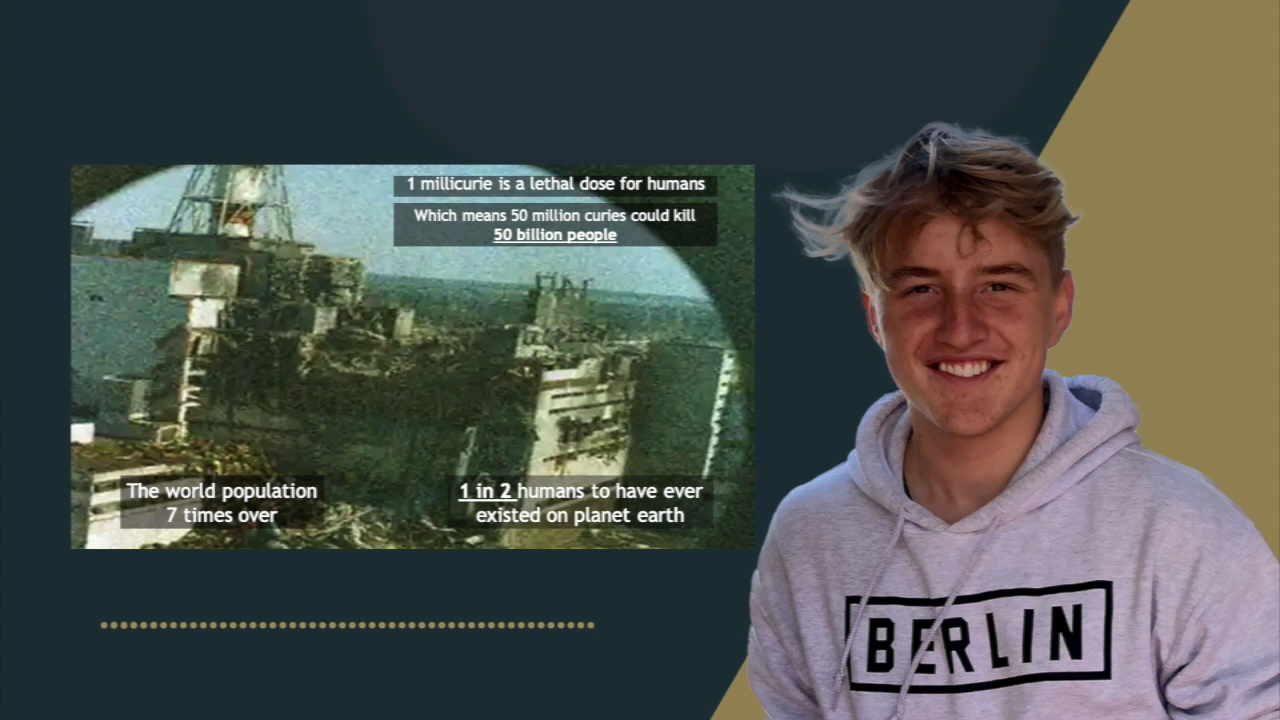 1 millicurie is a lethal dose for humans
Which means 50 million curies could kill
50 billion people
The world population
7 times over
1 in 2 humans to have ever
existed on planet earth
BERLIN